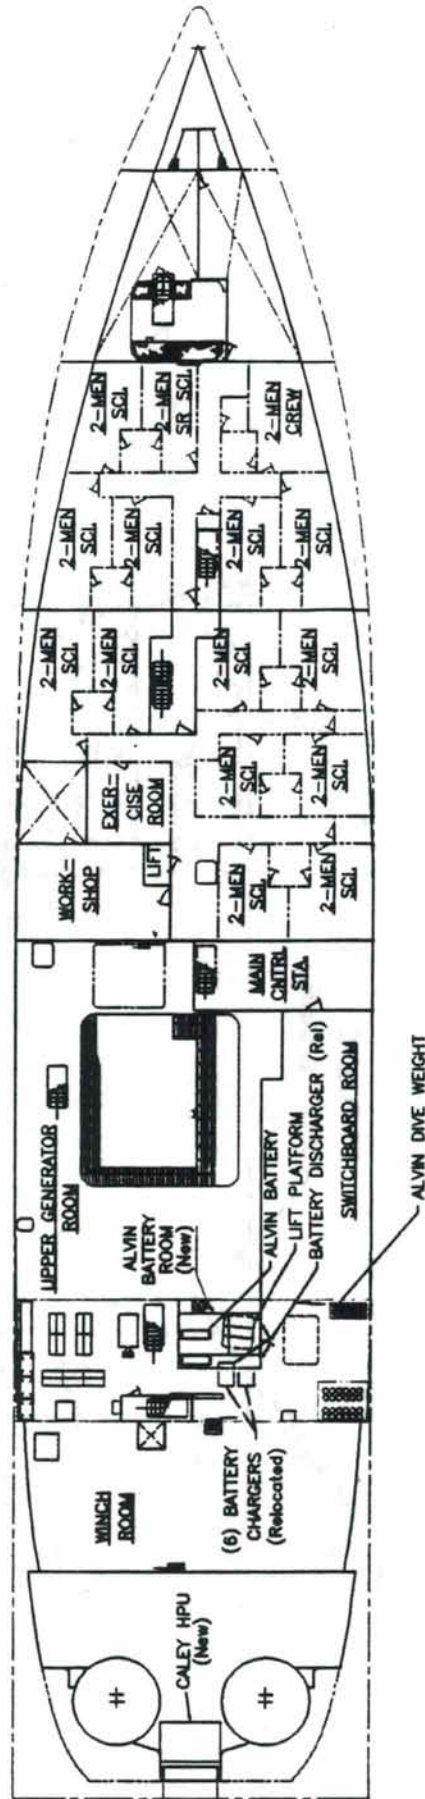 2-MEN
SCI.
2-MEN
SR SCI.
2-MEN
CREW
2-MEN
SCI.
2-MEN
SCI.
2-MEN
SCI.
2-MEN
SCI.
2-MEN
SCI.
2-MEN
SCI.
2-MEN
SCI.
2-MEN
SCI.
EXER-
CISE
ROOM
2-MEN
SCI.
2-MEN
SCI.
WORK-
SHOP
LIFT
2-MEN
SCI.
2-MEN
SCI.
MAIN
CNTRL
STA.
UPPER GENERATOR
ROOM
SWITCHBOARD ROOM
ALVIN
BATTERY
ROOM
(New)
ALVIN BATTERY
LIFT PLATFORM
BATTERY DISCHARGER (Rel)
ALVIN DIVE WEIGHT
WINCH
ROOM
(6) BATTERY
CHARGERS
(Relocated)
CALEY HPU
(New)